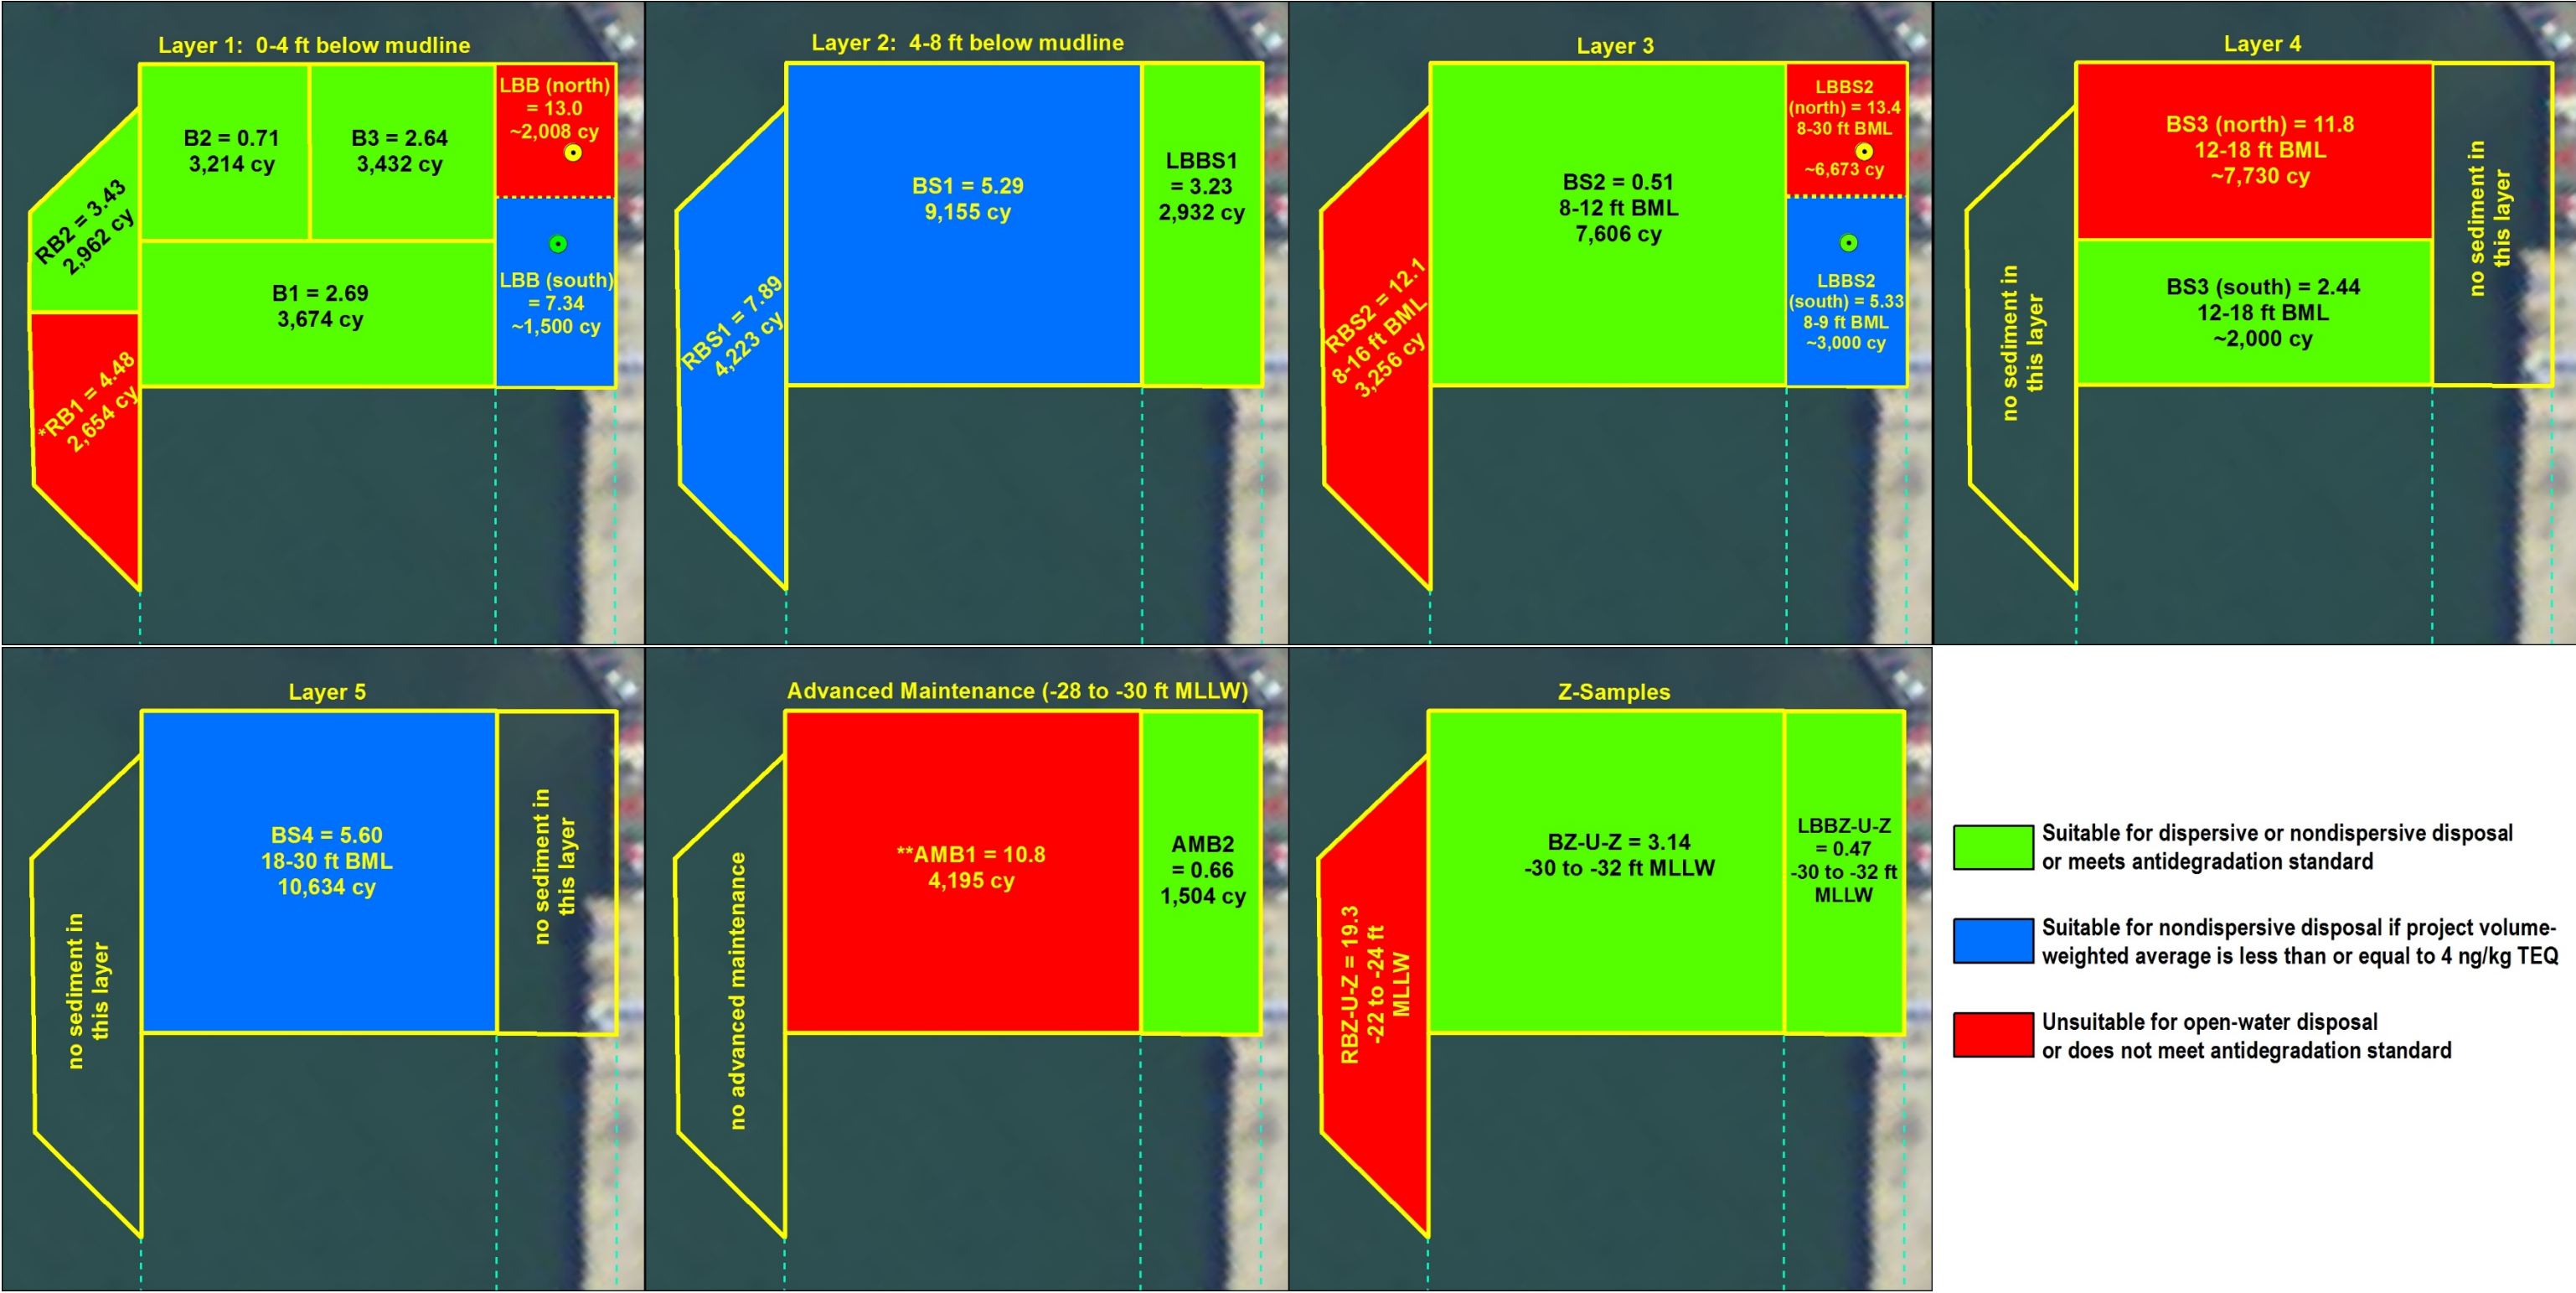 Layer 1: 0-4 ft below mudline
RB2 = 3.43
2,962 cy
*RB1 = 4.48
2,654 cy
B2 = 0.71
3,214 cy
B3 = 2.64
3,432 cy
B1 = 2.69
3,674 cy
LBB (north)
= 13.0
~2,008 cy
LBB (south)
= 7.34
~1,500 cy
Layer 2: 4-8 ft below mudline
RBS1 = 7.89
4,223 cy
BS1 = 5.29
9,155 cy
LBBS1
= 3.23
2,932 cy
Layer 3
RBS2 = 12.1
8-16 ft BML
3,256 cy
BS2 = 0.51
8-12 ft BML
7,606 cy
LBBS2
(north) = 13.4
8-30 ft BML
~6,673 cy
LBBS2
(south) = 5.33
8-9 ft BML
~3,000 cy
Layer 4
no sediment in
this layer
BS3 (north) = 11.8
12-18 ft BML
~7,730 cy
BS3 (south) = 2.44
12-18 ft BML
~2,000 cy
no sediment in
this layer
Layer 5
no sediment in
this layer
BS4 = 5.60
18-30 ft BML
10,634 cy
no sediment in
this layer
Advanced Maintenance (-28 to -30 ft MLLW)
no advanced maintenance
**AMB1 = 10.8
4,195 cy
AMB2
= 0.66
1,504 cy
Z-Samples
RBZ-U-Z = 19.3
-22 to -24 ft
MLLW
BZ-U-Z = 3.14
-30 to -32 ft MLLW
LBBZ-U-Z
= 0.47
-30 to -32 ft
MLLW
Suitable for dispersive or nondispersive disposal
or meets antidegradation standard
Suitable for nondispersive disposal if project volume-
weighted average is less than or equal to 4 ng/kg TEQ
Unsuitable for open-water disposal
or does not meet antidegradation standard